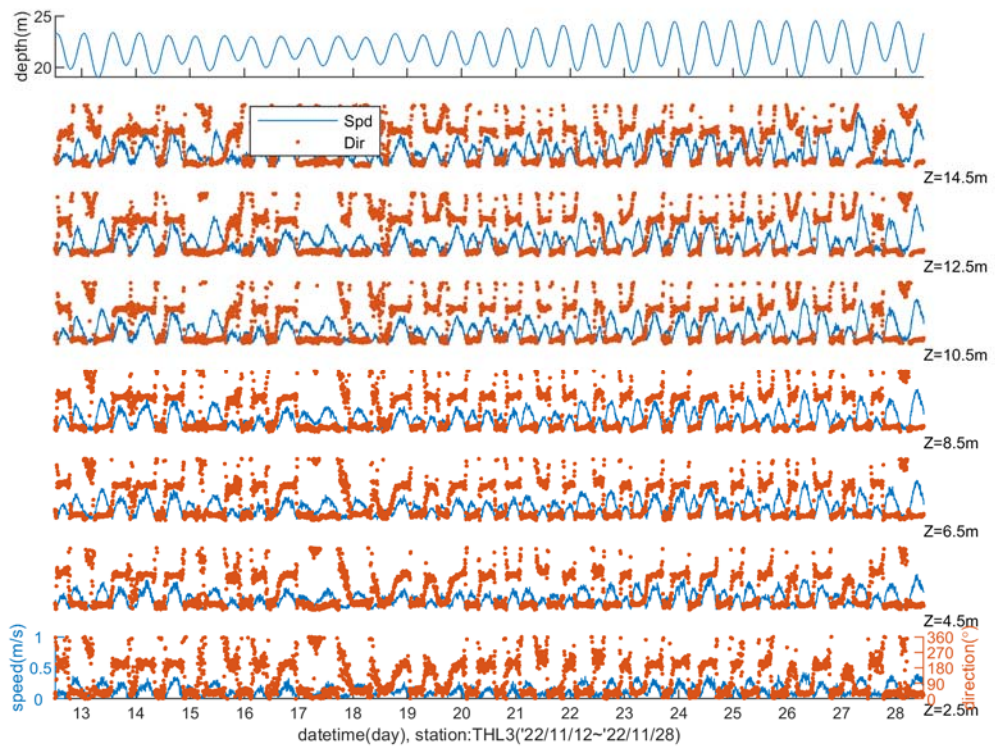 25
20
depth(m)
Spd
Dir
Z=14.5m
Z=12.5m
Z=10.5m
Z=8.5m
Z=6.5m
Z=4.5m
1
0.5
0
speed(m/s)
360
270
180
90
0
direction(°)
Z=2.5m
13 14 15 16 17 18 19 20 21 22 23 24 25 26 27 28
datetime(day), station:THL3('22/11/12~'22/11/28)